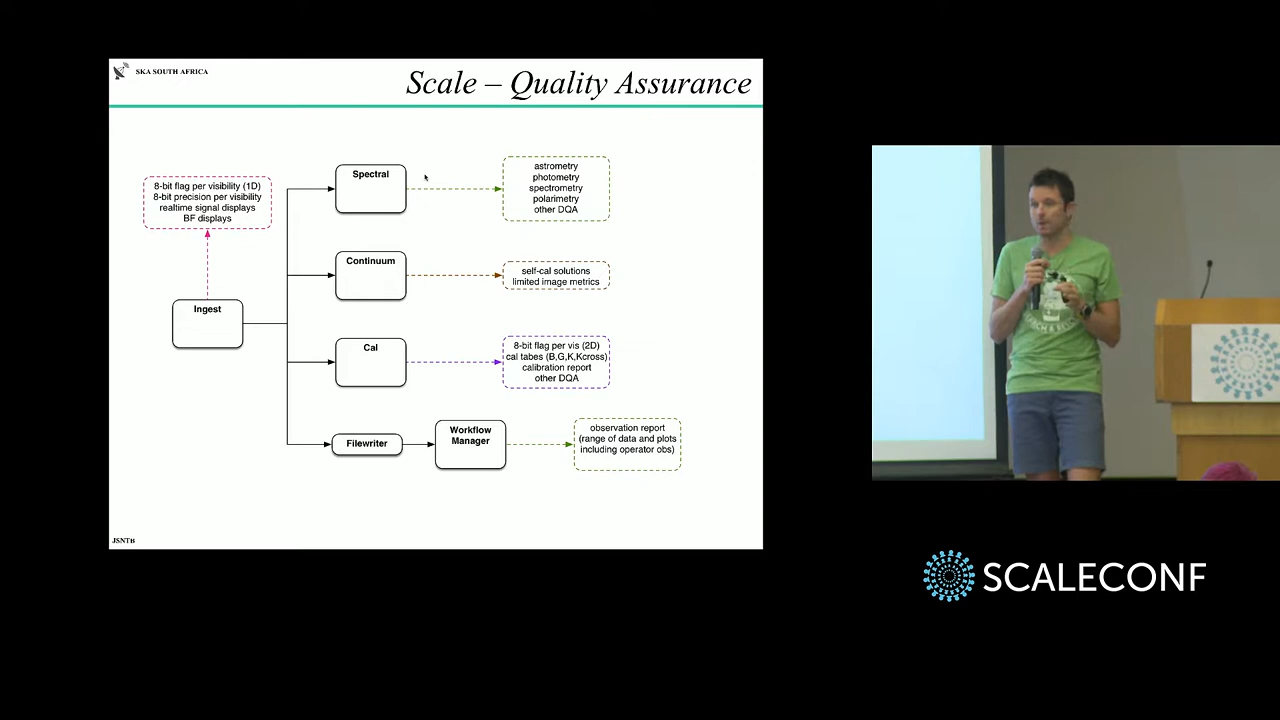 SKA SOUTH AFRICA
Scale – Quality Assurance
8-bit flag per visibility (1D)
8-bit precision per visibility
realtime signal displays
BF displays
Ingest
Spectral
astrometry
photometry
spectrometry
polarimetry
other DQA
Continuum
self-cal solutions
limited image metrics
Cal
8-bit flag per vis (2D)
cal tabes (B,G,K,Kcross)
calibration report
other DQA
Filewriter
Workflow
Manager
observation report
(range of data and plots
including operator obs)
SCALECONF